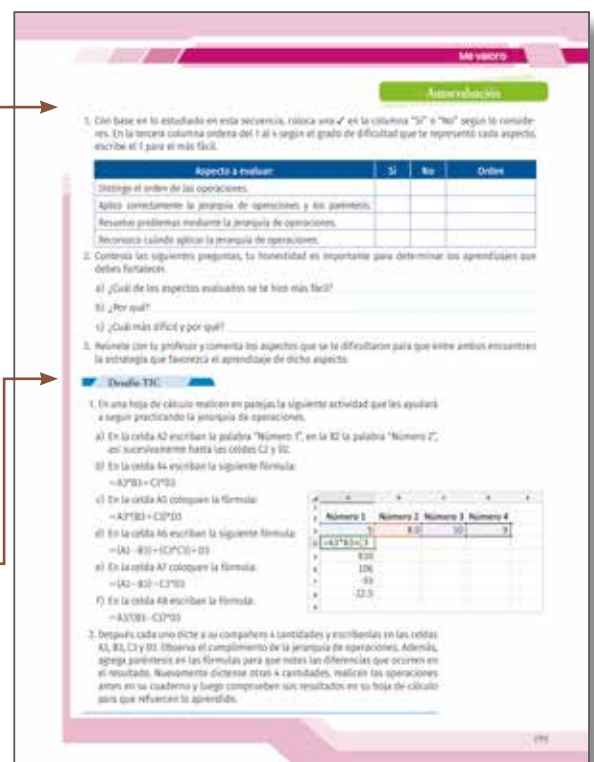 Me valoro
Autoevaluación
1. Con base en lo estudiado en esta secuencia, coloca una ✓ en la columna "Sí" o "No" según lo conside-
res. En la tercera columna ordena del 1 al 4 según el grado de dificultad que te representó cada aspecto,
escribe el 1 para el más fácil.
Aspecto a evaluar Sí No Orden
Distingo el orden de las operaciones.
Aplico correctamente la jerarquía de operaciones y los paréntesis.
Resuelvo problemas mediante la jerarquía de operaciones.
Reconozco cuándo aplicar la jerarquía de operaciones.
2. Contesta las siguientes preguntas, tu honestidad es importante para determinar los aprendizajes que
debes fortalecer.
a) ¿Cuál de los aspectos evaluados se te hizo más fácil?
b) ¿Por qué?
c) ¿Cuál más difícil y por qué?
3. Reúnete con tu profesor y comenta los aspectos que se te dificultaron para que entre ambos encuentren
la estrategia que favorezca el aprendizaje de dicho aspecto.
Desafío TIC
1. En una hoja de cálculo realicen en parejas la siguiente actividad que les ayudará
a seguir practicando la jerarquía de operaciones.
a) En la celda A2 escriban la palabra "Número 1", en la B2 la palabra "Número 2",
así sucesivamente hasta las celdas C2 y D2.
b) En la celda A4 escriban la siguiente fórmula:
c) En la celda A5 coloquen la fórmula:
d) En la celda A6 escriban la siguiente fórmula:
e) En la celda A7 coloquen la fórmula:
f) En la celda A8 escriban la fórmula:
Número 1 Número 2 Número 3 Número 4
=A3*B3+C3
106
-93
2. Después cada uno dicte a su compañero 4 cantidades y escríbanlas en las celdas
A3, B3, C3 y D3. Observa el cumplimiento de la jerarquía de operaciones. Además,
agrega paréntesis en las fórmulas para que notes las diferencias que ocurren en
el resultado. Nuevamente díctense otras 4 cantidades, realicen las operaciones
antes en su cuaderno y luego comprueben sus resultados en su hoja de cálculo
para que refuercen lo aprendido.